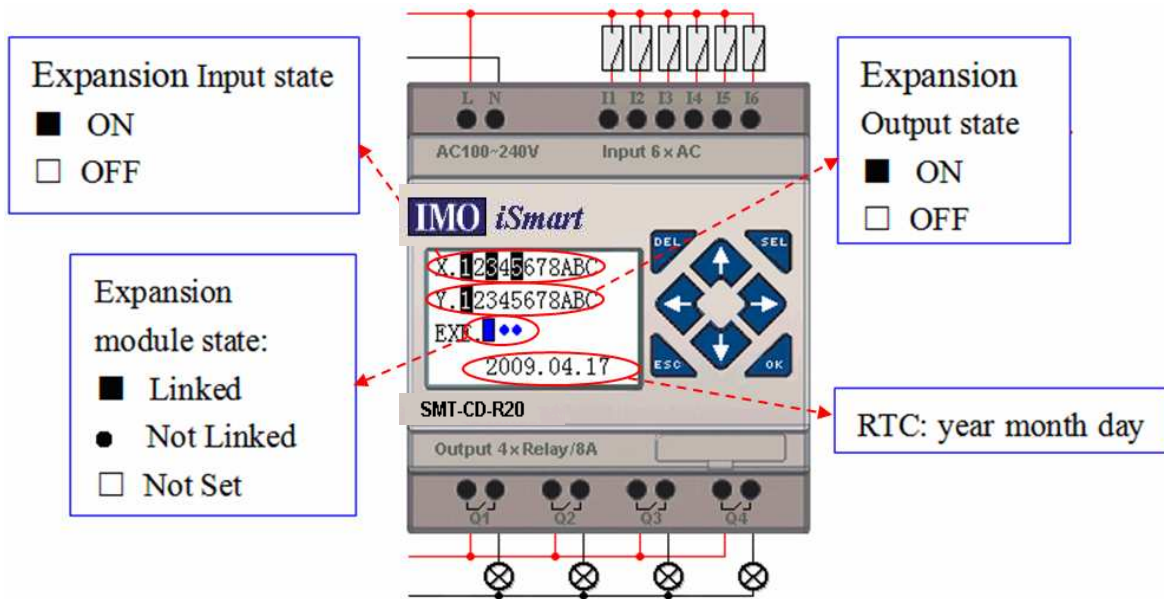 Expansion Input state
■ ON
□ OFF
Expansion
module state:
■ Linked
● Not Linked
□ Not Set
L N I1 I2 I3 I4 I5 I6
AC100~240V Input 6×AC
IMO iSmart
X.12345678ABC
Y.12345678ABC
EXE.
2009.04.17
DEL SEL
ESC OK
SMT-CD-R20
Output 4×Relay/8A
Q1 Q2 Q3 Q4
Expansion
Output state
■ ON
□ OFF
RTC: year month day